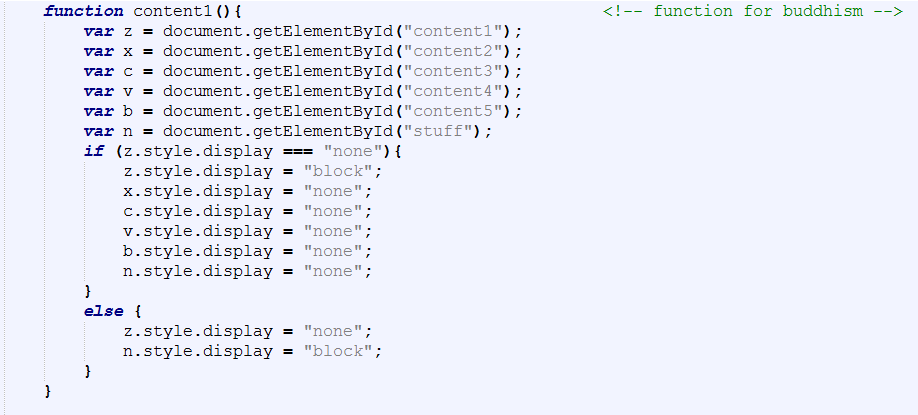 function content1(){ <!-- function for buddhism -->
var z = document.getElementById("content1");
var x = document.getElementById("content2");
var c = document.getElementById("content3");
var v = document.getElementById("content4");
var b = document.getElementById("content5");
var n = document.getElementById("stuff");
if (z.style.display === "none"){
z.style.display = "block";
x.style.display = "none";
c.style.display = "none";
v.style.display = "none";
b.style.display = "none";
n.style.display = "none";
}
else {
z.style.display = "none";
n.style.display = "block";
}
}